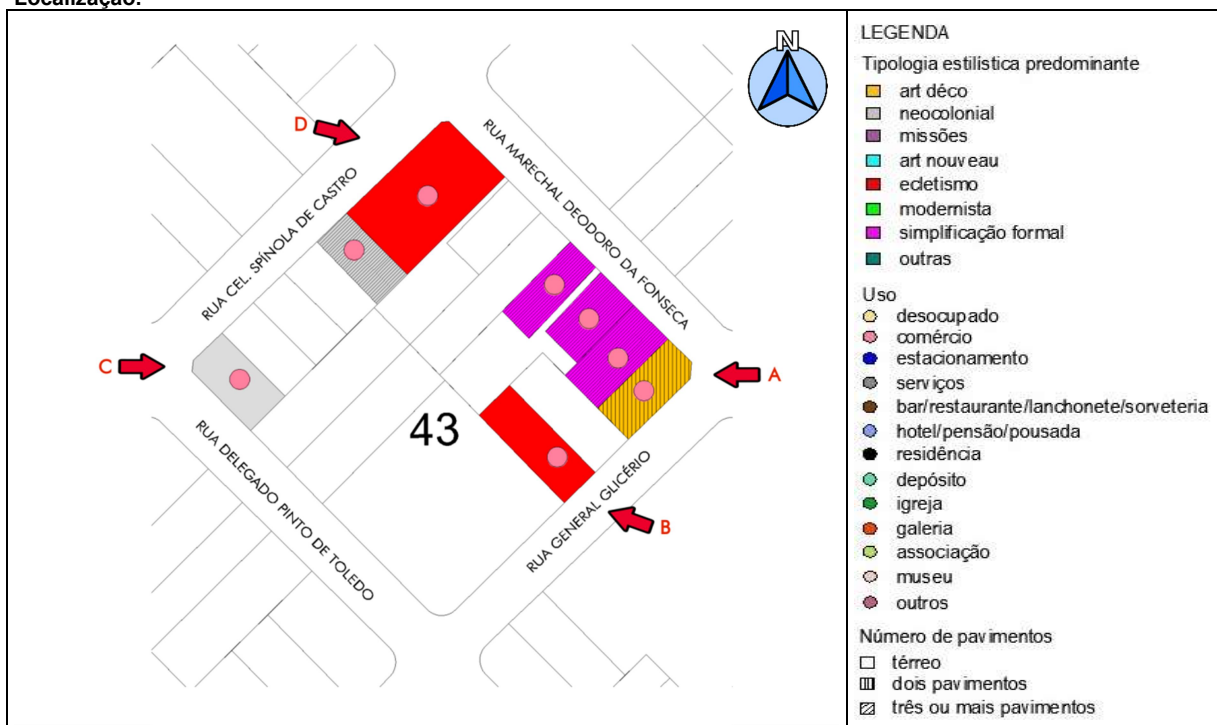 Localização:
N
D
RUA MARECHAL DEODORO DA FONSECA
RUA CEL. SPÍNOLA DE CASTRO
C
A
43
RUA DELEGADO PINTO DE TOLEDO
RUA GENERAL GLICÉRIO
B
LEGENDA
Tipologia estilística predominante
art déco
neocolonial
missões
art nouveau
ecletismo
modernista
simplificação formal
outras
Uso
desocupado
comércio
estacionamento
serviços
bar/restaurante/lanchonete/sorveteria
hotel/pensão/pousada
residência
depósito
igreja
galeria
associação
museu
outros
Número de pavimentos
térreo
dois pavimentos
três ou mais pavimentos